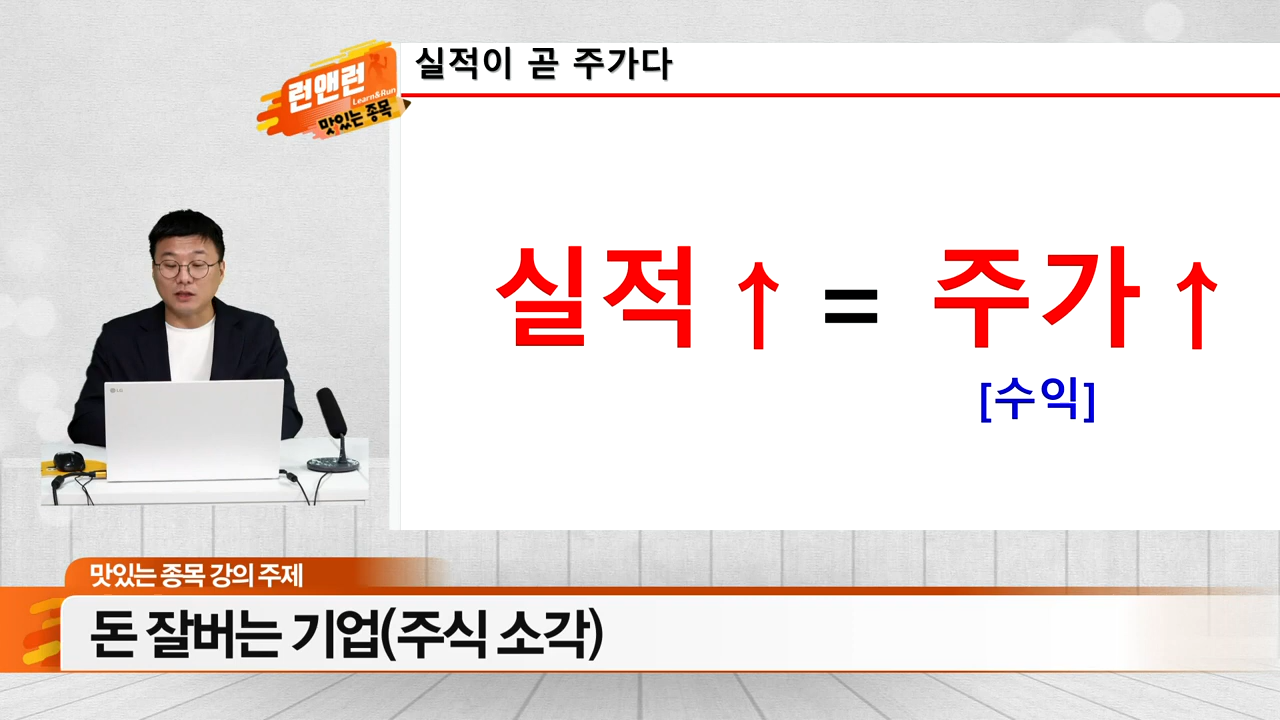 실적이 곧 주가다
런앤런
Learn&Run
맛있는 종목
실적↑ = 주가↑
[수익]
맛있는 종목 강의 주제
돈 잘버는 기업(주식 소각)